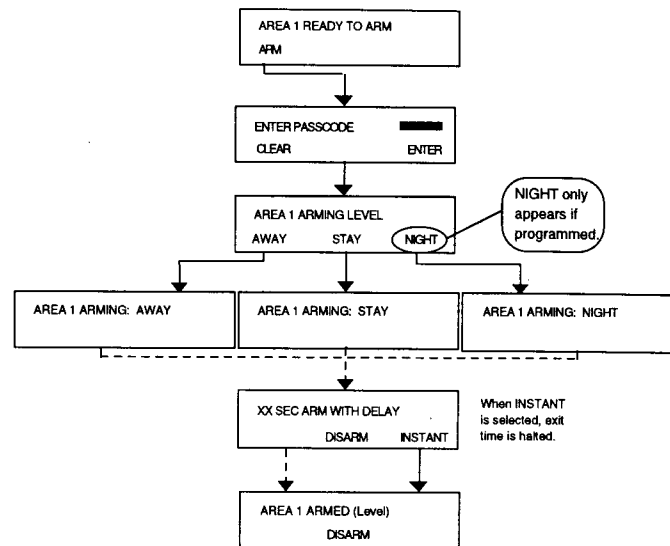 AREA 1 READY TO ARM
ARM
ENTER PASSCODE
CLEAR ENTER
AREA 1 ARMING LEVEL
AWAY STAY NIGHT
NIGHT only
appears if
programmed.
AREA 1 ARMING: AWAY
AREA 1 ARMING: STAY
AREA 1 ARMING: NIGHT
XX SEC ARM WITH DELAY
DISARM INSTANT
When INSTANT
is selected, exit
time is halted.
AREA 1 ARMED (Level)
DISARM